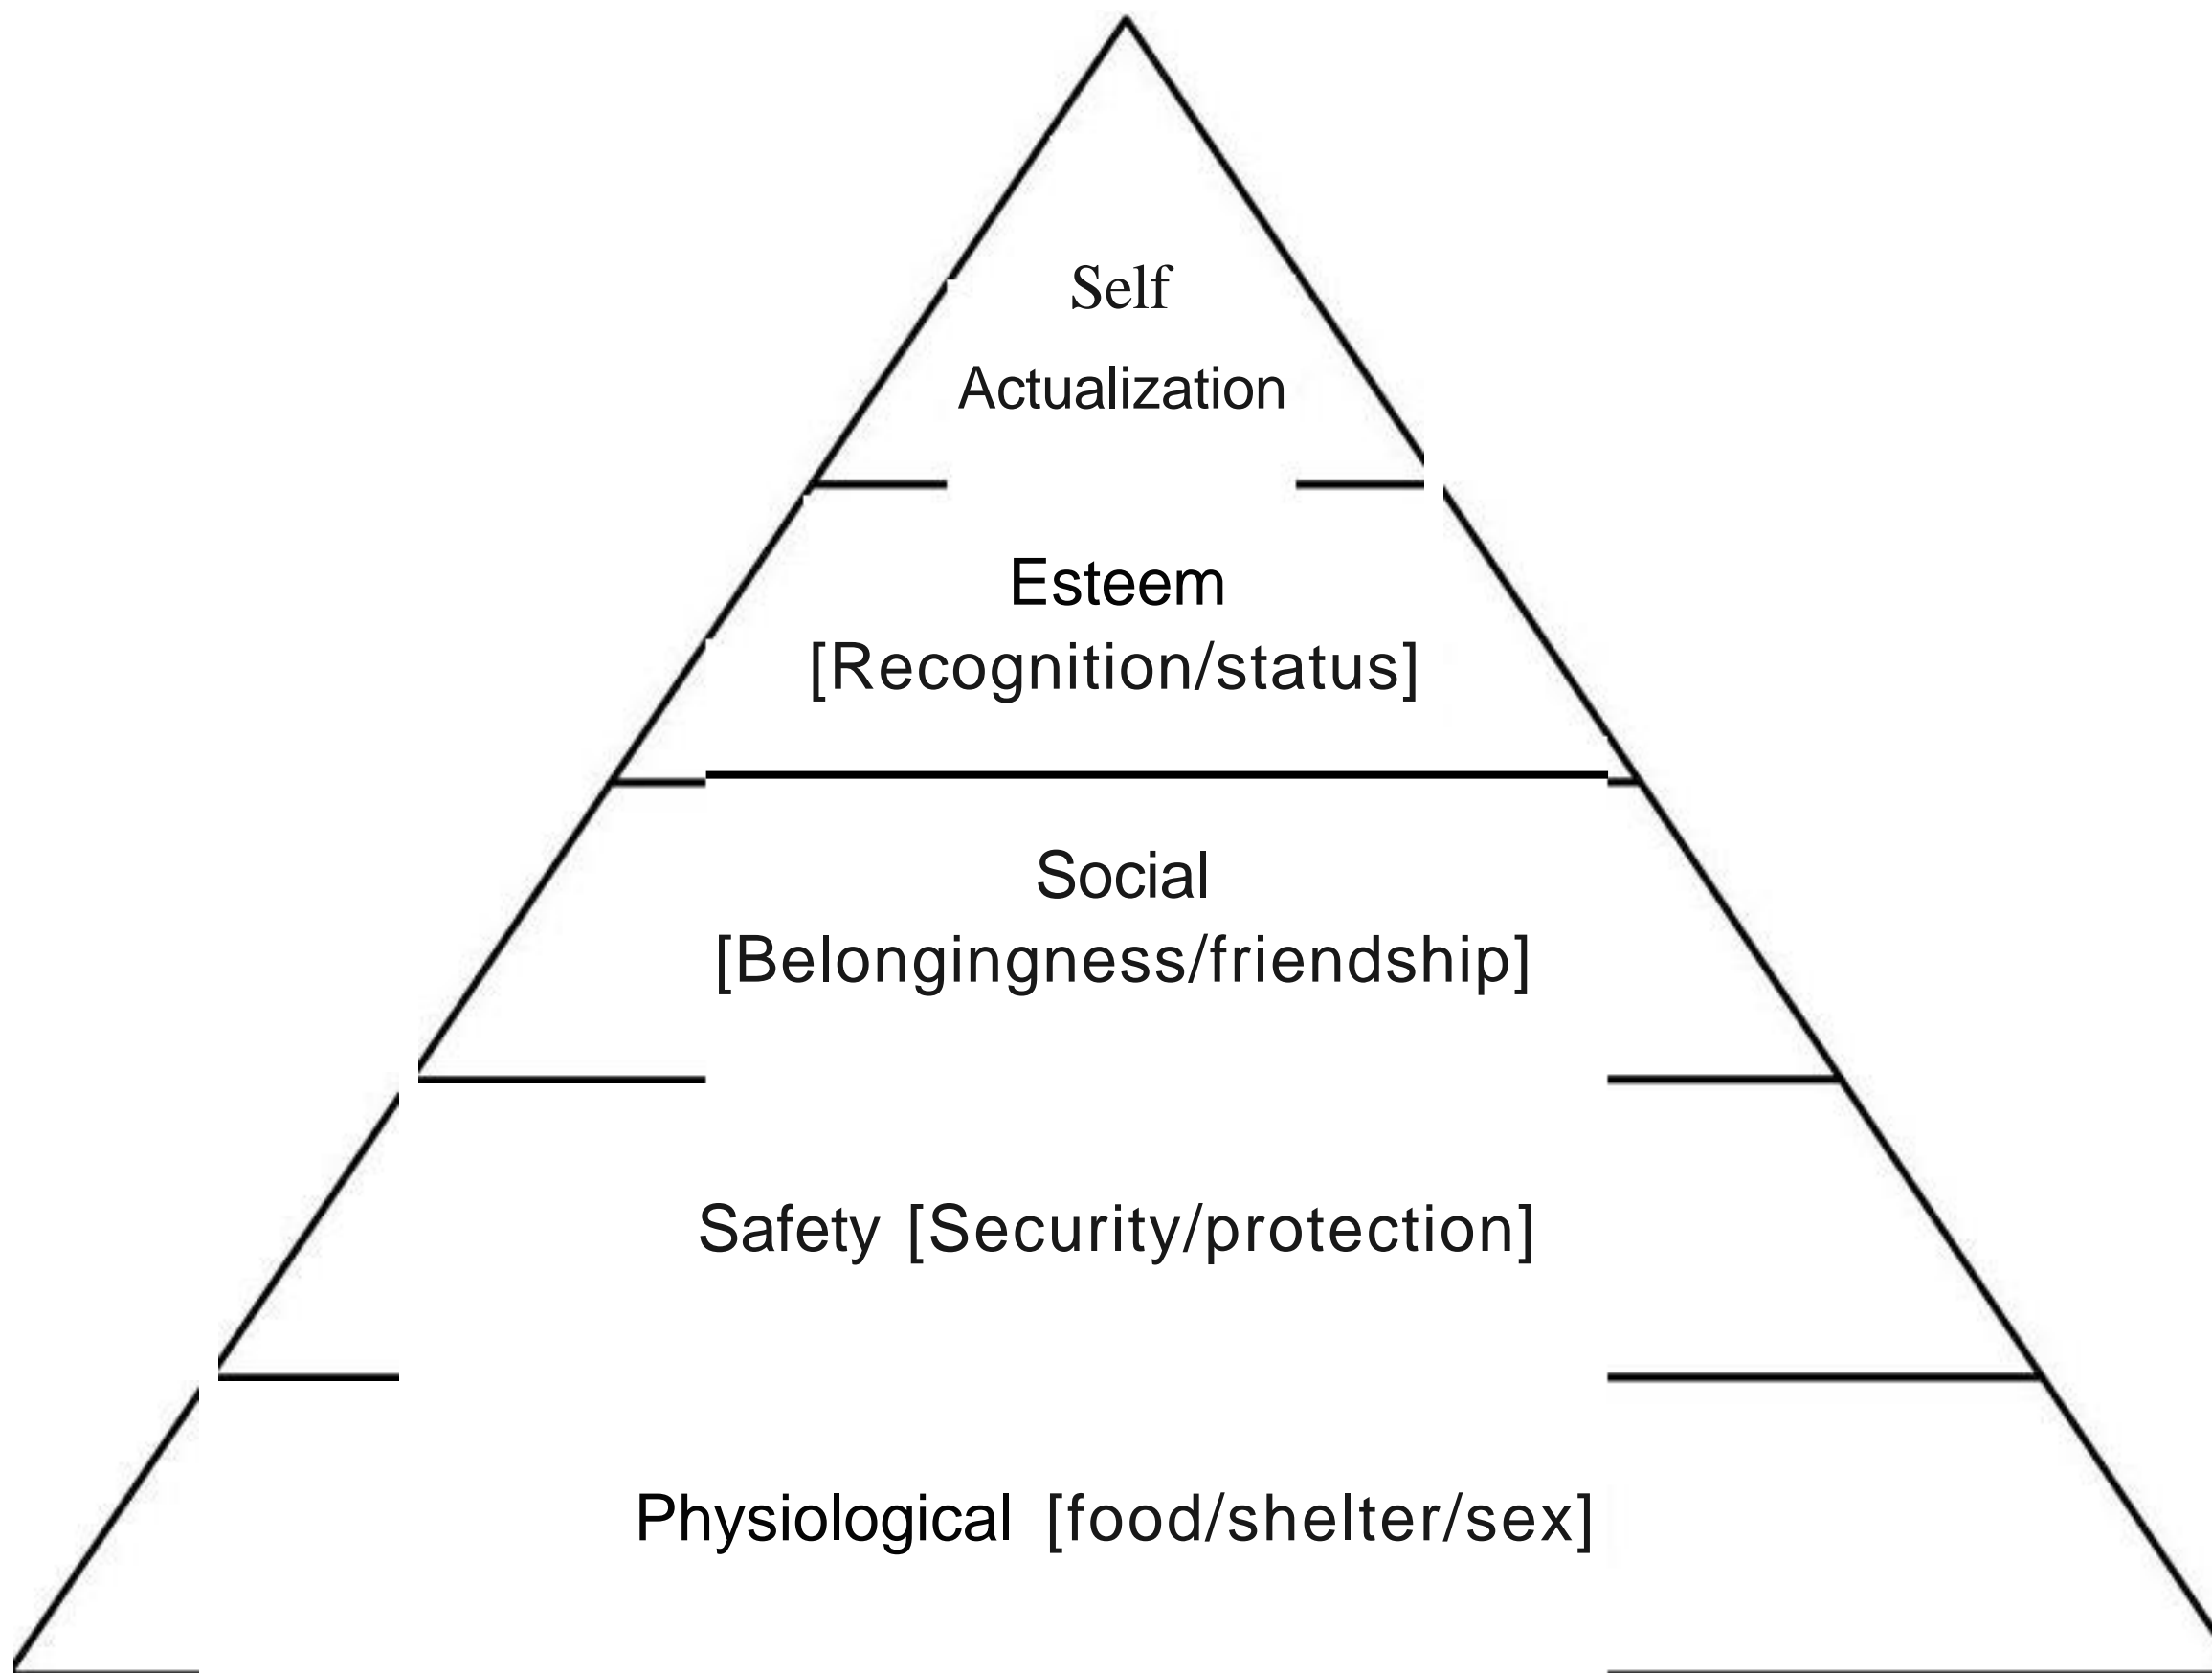 Self
Actualization
Esteem
[Recognition/status]
Social
[Belongingness/friendship]
Safety [Security/protection]
Physiological [food/shelter/sex]